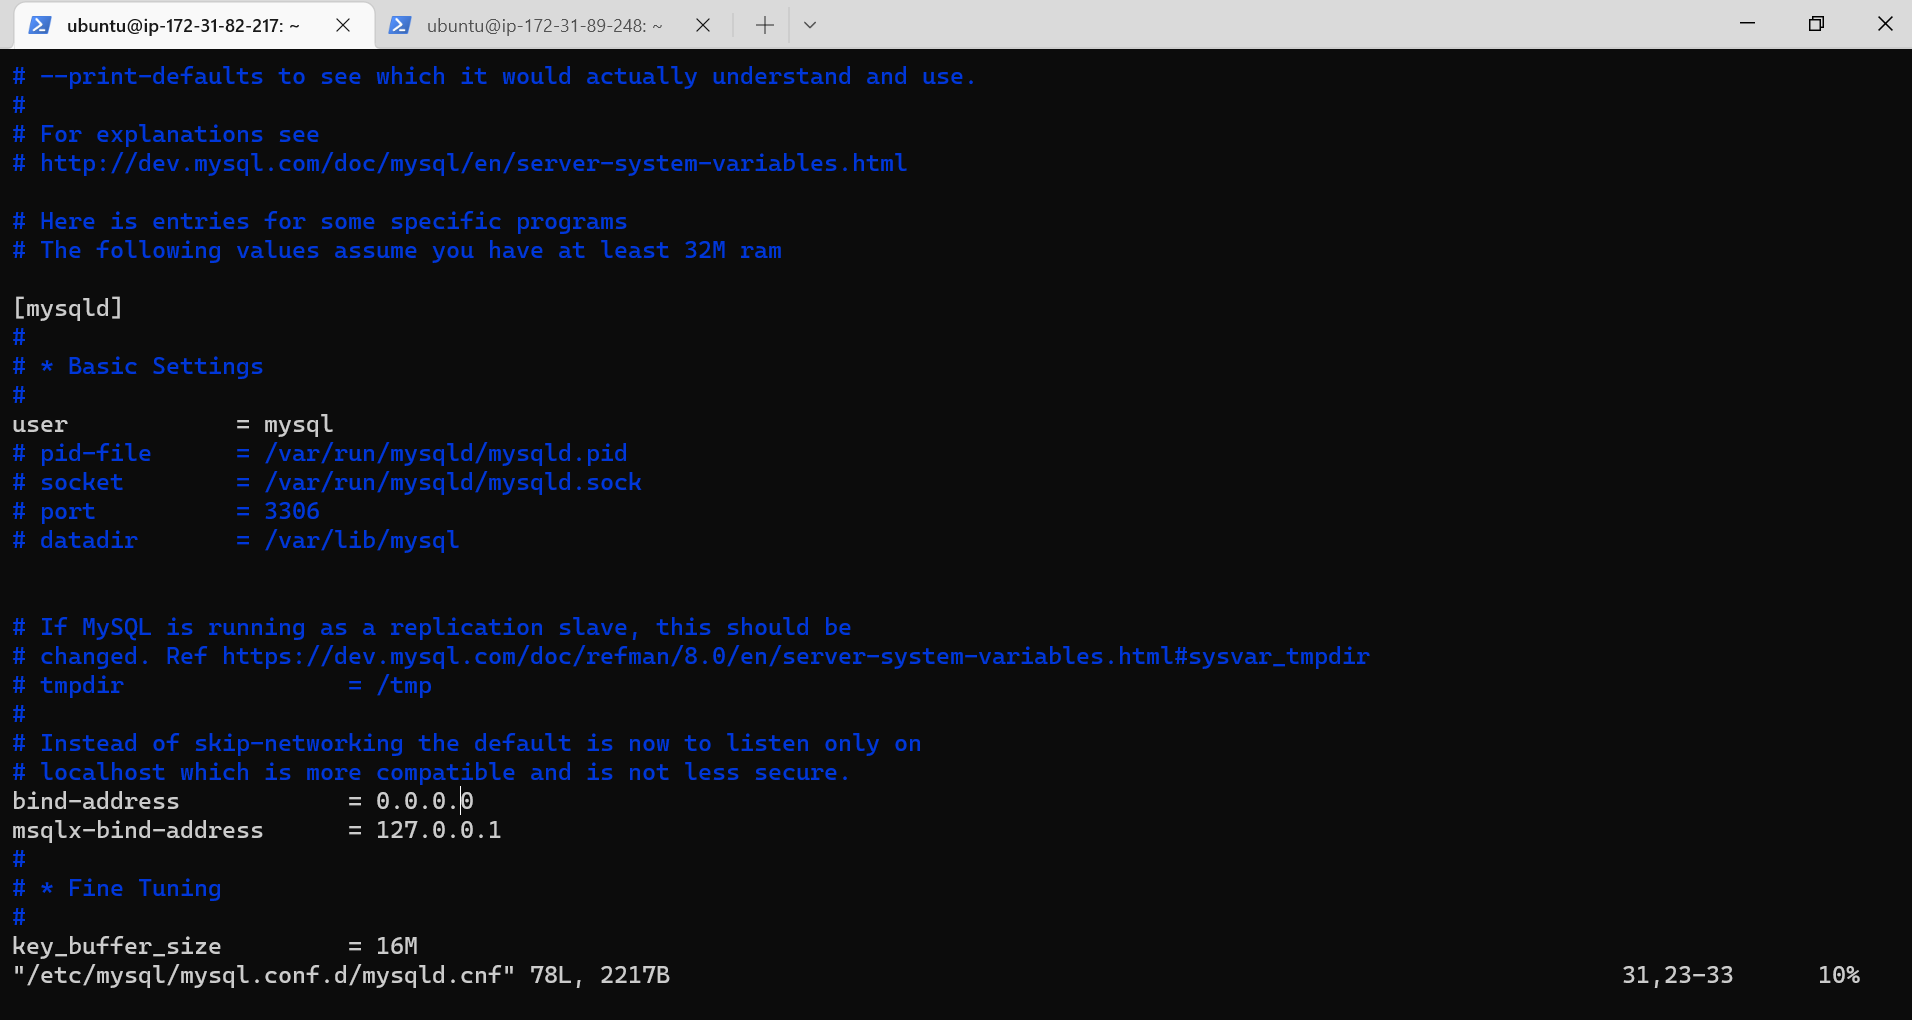 ubuntu@ip-172-31-82-217: ~ ubuntu@ip-172-31-89-248: ~
# --print-defaults to see which it would actually understand and use.
#
# For explanations see
# http://dev.mysql.com/doc/mysql/en/server-system-variables.html
# Here is entries for some specific programs
# The following values assume you have at least 32M ram
[mysqld]
#
# * Basic Settings
#
user            = mysql
# pid-file      = /var/run/mysqld/mysqld.pid
# socket        = /var/run/mysqld/mysqld.sock
# port          = 3306
# datadir       = /var/lib/mysql
# If MySQL is running as a replication slave, this should be
# changed. Ref https://dev.mysql.com/doc/refman/8.0/en/server-system-variables.html#sysvar_tmpdir
# tmpdir                = /tmp
#
# Instead of skip-networking the default is now to listen only on
# localhost which is more compatible and is not less secure.
bind-address            = 0.0.0.0
msqlx-bind-address      = 127.0.0.1
#
# * Fine Tuning
#
key_buffer_size         = 16M
"/etc/mysql/mysql.conf.d/mysqld.cnf" 78L, 2217B 31,23-33 10%